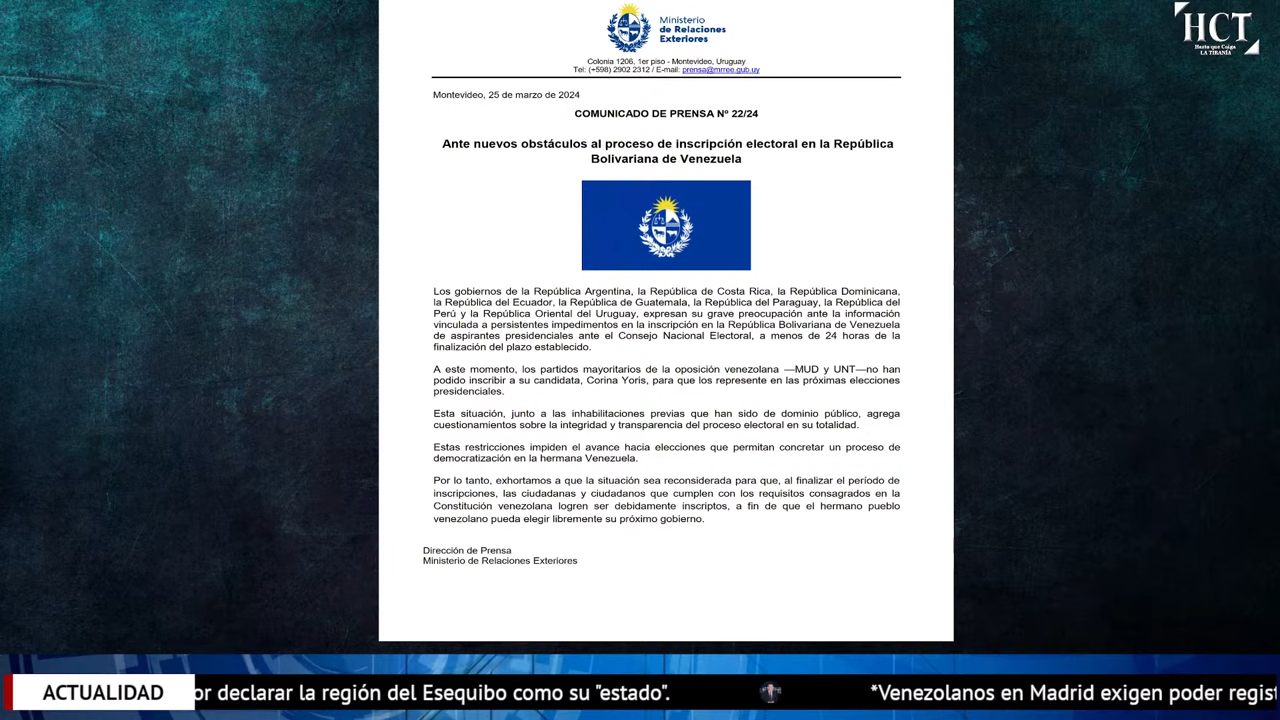 Ministerio
de Relaciones
Exteriores
HCT
Hasta que Caiga
LA TIRANÍA
Colonia 1206, 1er piso - Montevideo, Uruguay
Tel: (+598) 2902 2312 / E-mail: prensa@mrree.gub.uy
Montevideo, 25 de marzo de 2024
COMUNICADO DE PRENSA Nº 22/24
Ante nuevos obstáculos al proceso de inscripción electoral en la República
Bolivariana de Venezuela
Los gobiernos de la República Argentina, la República de Costa Rica, la República Dominicana,
la República del Ecuador, la República de Guatemala, la República del Paraguay, la República del
Perú y la República Oriental del Uruguay, expresan su grave preocupación ante la información
vinculada a persistentes impedimentos en la inscripción en la República Bolivariana de Venezuela
de aspirantes presidenciales ante el Consejo Nacional Electoral, a menos de 24 horas de la
finalización del plazo establecido.
A este momento, los partidos mayoritarios de la oposición venezolana —MUD y UNT—no han
podido inscribir a su candidata, Corina Yoris, para que los represente en las próximas elecciones
presidenciales.
Esta situación, junto a las inhabilitaciones previas que han sido de dominio público, agrega
cuestionamientos sobre la integridad y transparencia del proceso electoral en su totalidad.
Estas restricciones impiden el avance hacia elecciones que permitan concretar un proceso de
democratización en la hermana Venezuela.
Por lo tanto, exhortamos a que la situación sea reconsiderada para que, al finalizar el período de
inscripciones, las ciudadanas y ciudadanos que cumplen con los requisitos consagrados en la
Constitución venezolana logren ser debidamente inscriptos, a fin de que el hermano pueblo
venezolano pueda elegir libremente su próximo gobierno.
Dirección de Prensa
Ministerio de Relaciones Exteriores
ACTUALIDAD
or declarar la región del Esequibo como su "estado".
*Venezolanos en Madrid exigen poder regist